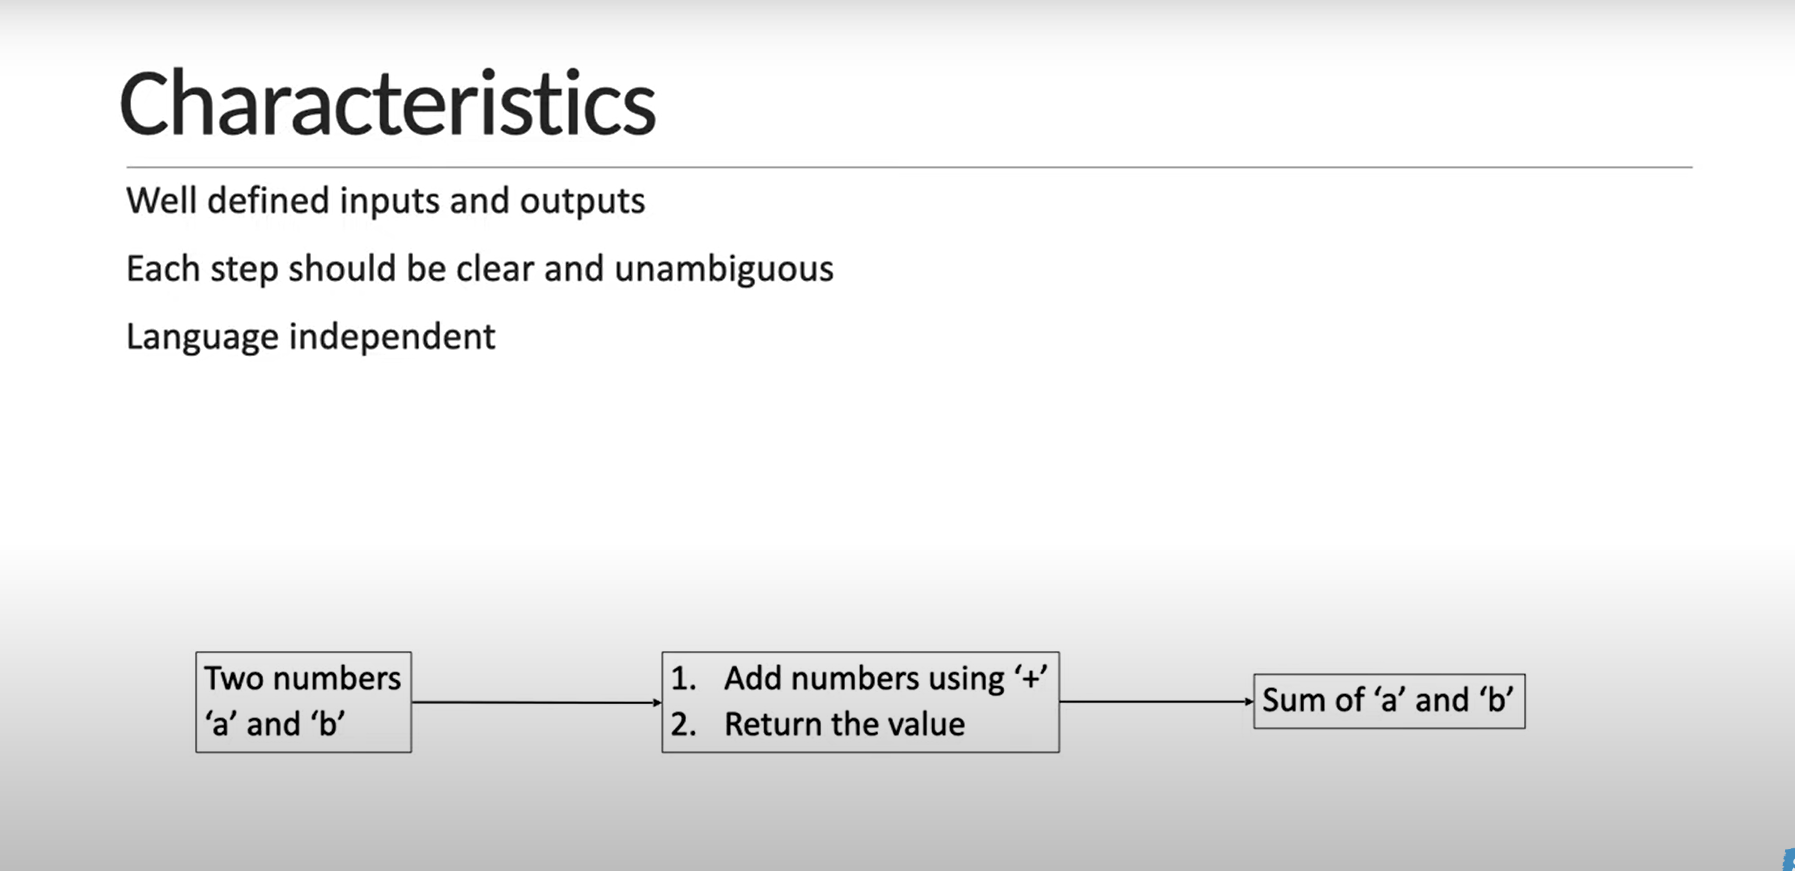 Characteristics
Well defined inputs and outputs
Each step should be clear and unambiguous
Language independent
Two numbers
‘a’ and ‘b’
1. Add numbers using ‘+’
2. Return the value
Sum of ‘a’ and ‘b’